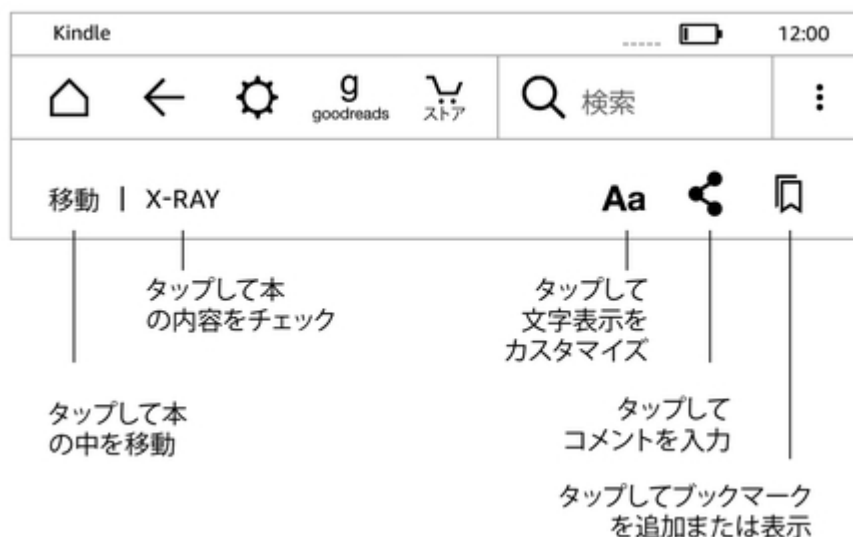 Kindle
12:00
g
goodreads
ストア
検索
移動 | X-RAY
Aa
タップして本
の内容をチェック
タップして
文字表示を
カスタマイズ
タップして本
の中を移動
タップして
コメントを入力
タップしてブックマーク
を追加または表示